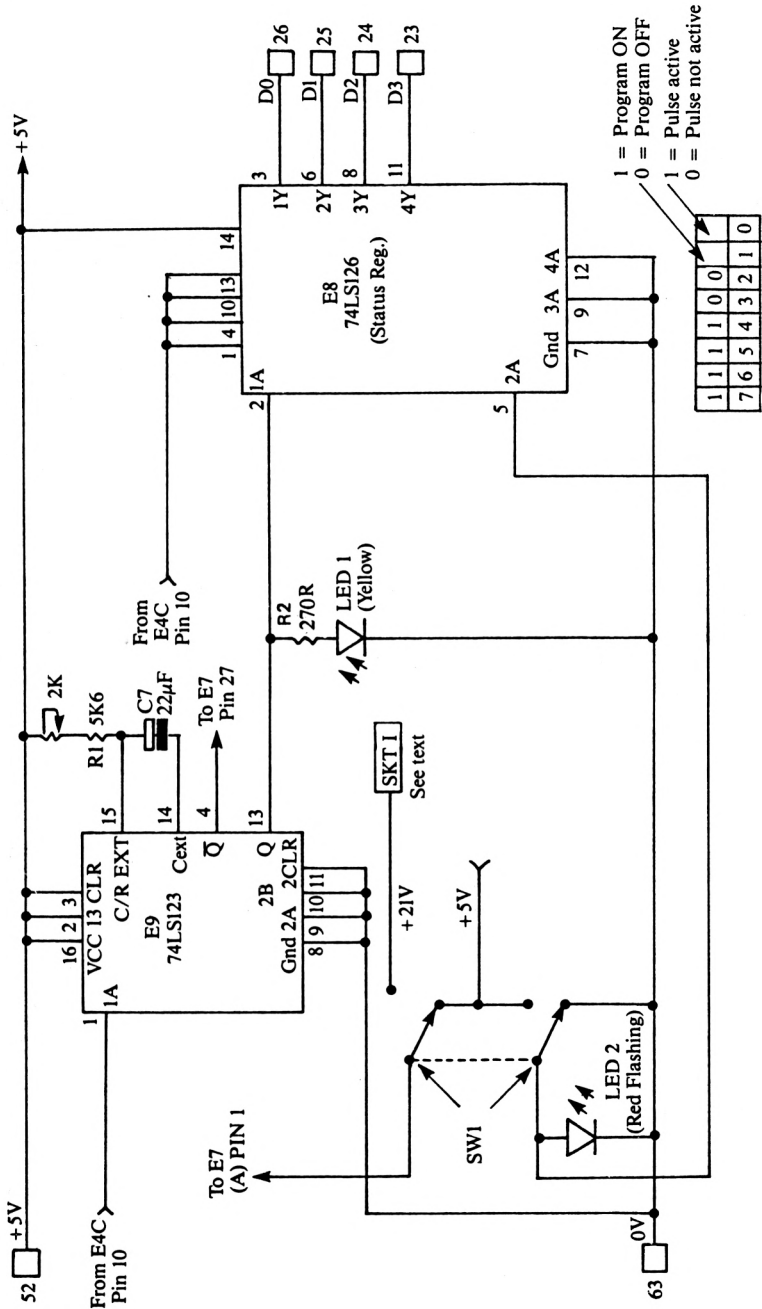 52
+5V
+5V
From E4C
Pin 10
1
1A
16
2
3
VCC 13 CLR
C/R EXT
15
E9
74LS123
Cext
14
Q
4
Q
13
2B
2CLR
Gnd 2A
8
9
10
11
2K
R1
5K6
C7
22µF
To E7
Pin 27
From
E4C
Pin 10
R2
270R
LED 1
(Yellow)
SKT 1
See text
+21V
+5V
To E7
(A) PIN 1
SW1
LED 2
(Red Flashing)
0V
63
1
4
10
13
14
2
1A
E8
74LS126
(Status Reg.)
5
2A
Gnd
3A
4A
7
9
12
1Y
3
2Y
6
3Y
8
4Y
11
D0
26
D1
25
D2
24
D3
23
1 = Program ON
0 = Program OFF
1 = Pulse active
0 = Pulse not active
1 1 1 1 0 0
7 6 5 4 3 2 1 0